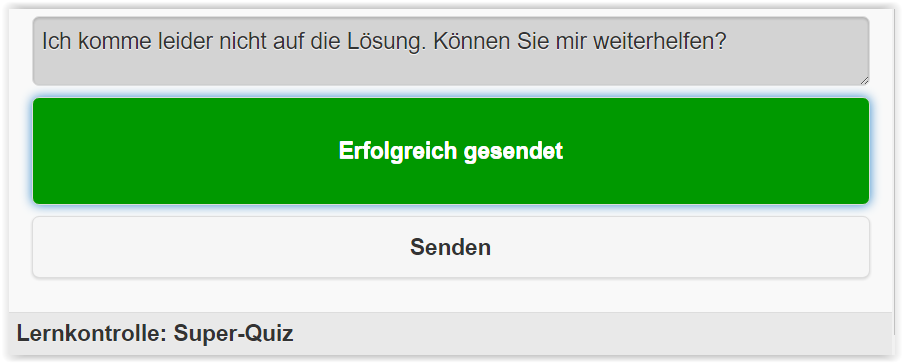 Ich komme leider nicht auf die Lösung. Können Sie mir weiterhelfen?
Erfolgreich gesendet
Senden
Lernkontrolle: Super-Quiz